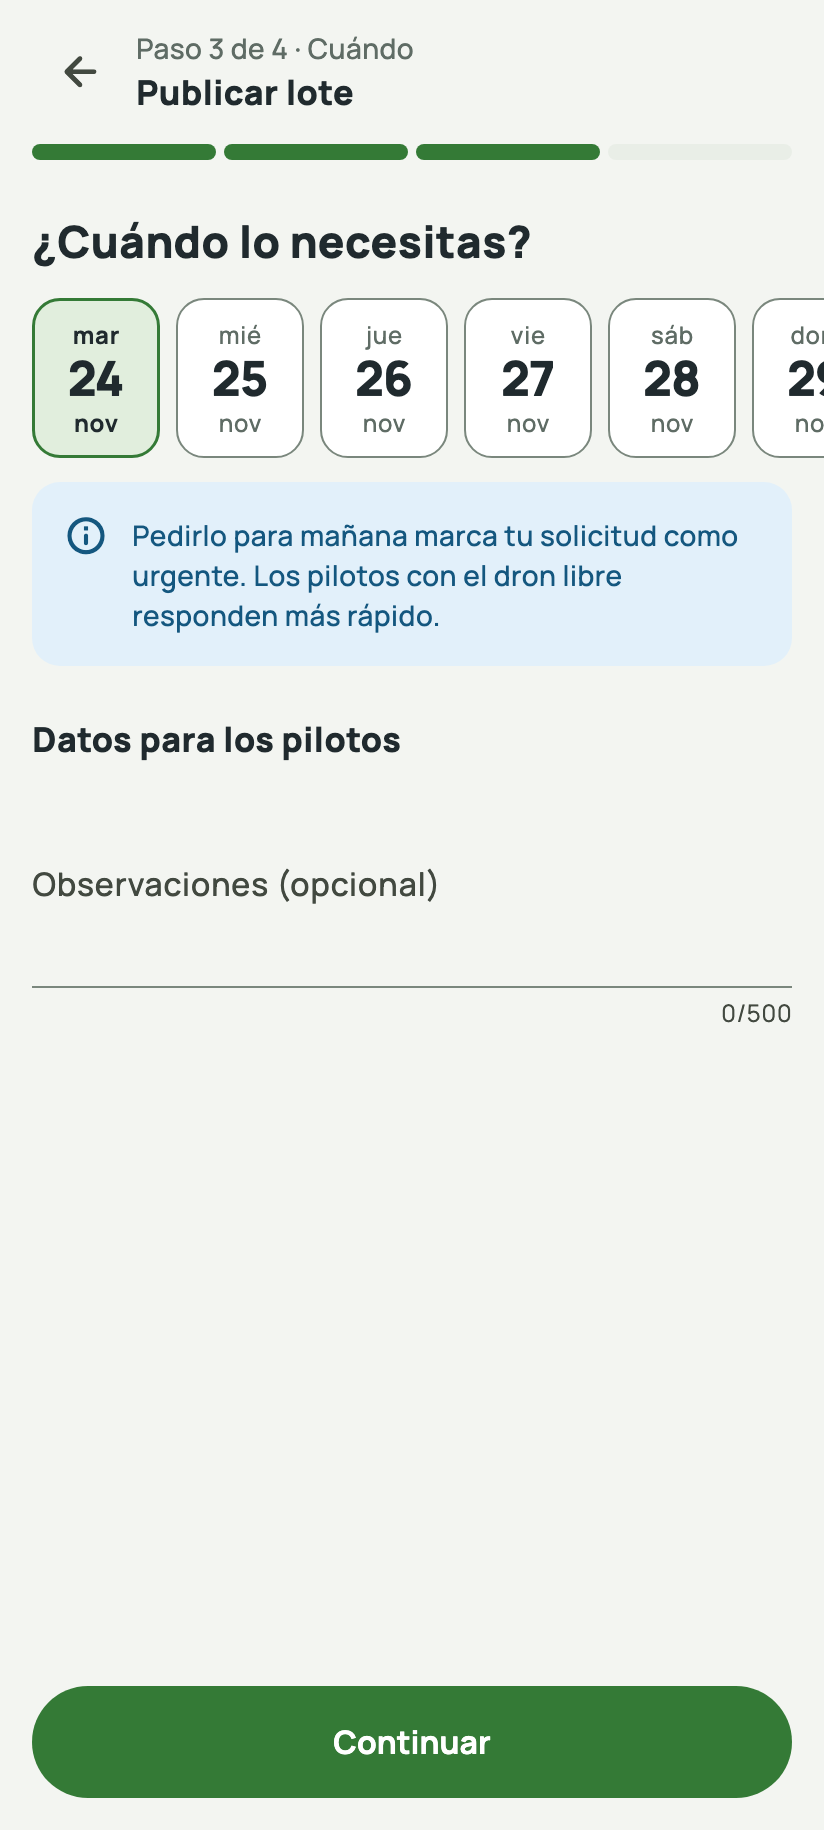 Paso 3 de 4 · Cuándo
Publicar lote
¿Cuándo lo necesitas?
mar
24
nov
mié
25
nov
jue
26
nov
vie
27
nov
sáb
28
nov
Pedirlo para mañana marca tu solicitud como
urgente. Los pilotos con el dron libre
responden más rápido.
Datos para los pilotos
Observaciones (opcional)
0/500
Continuar